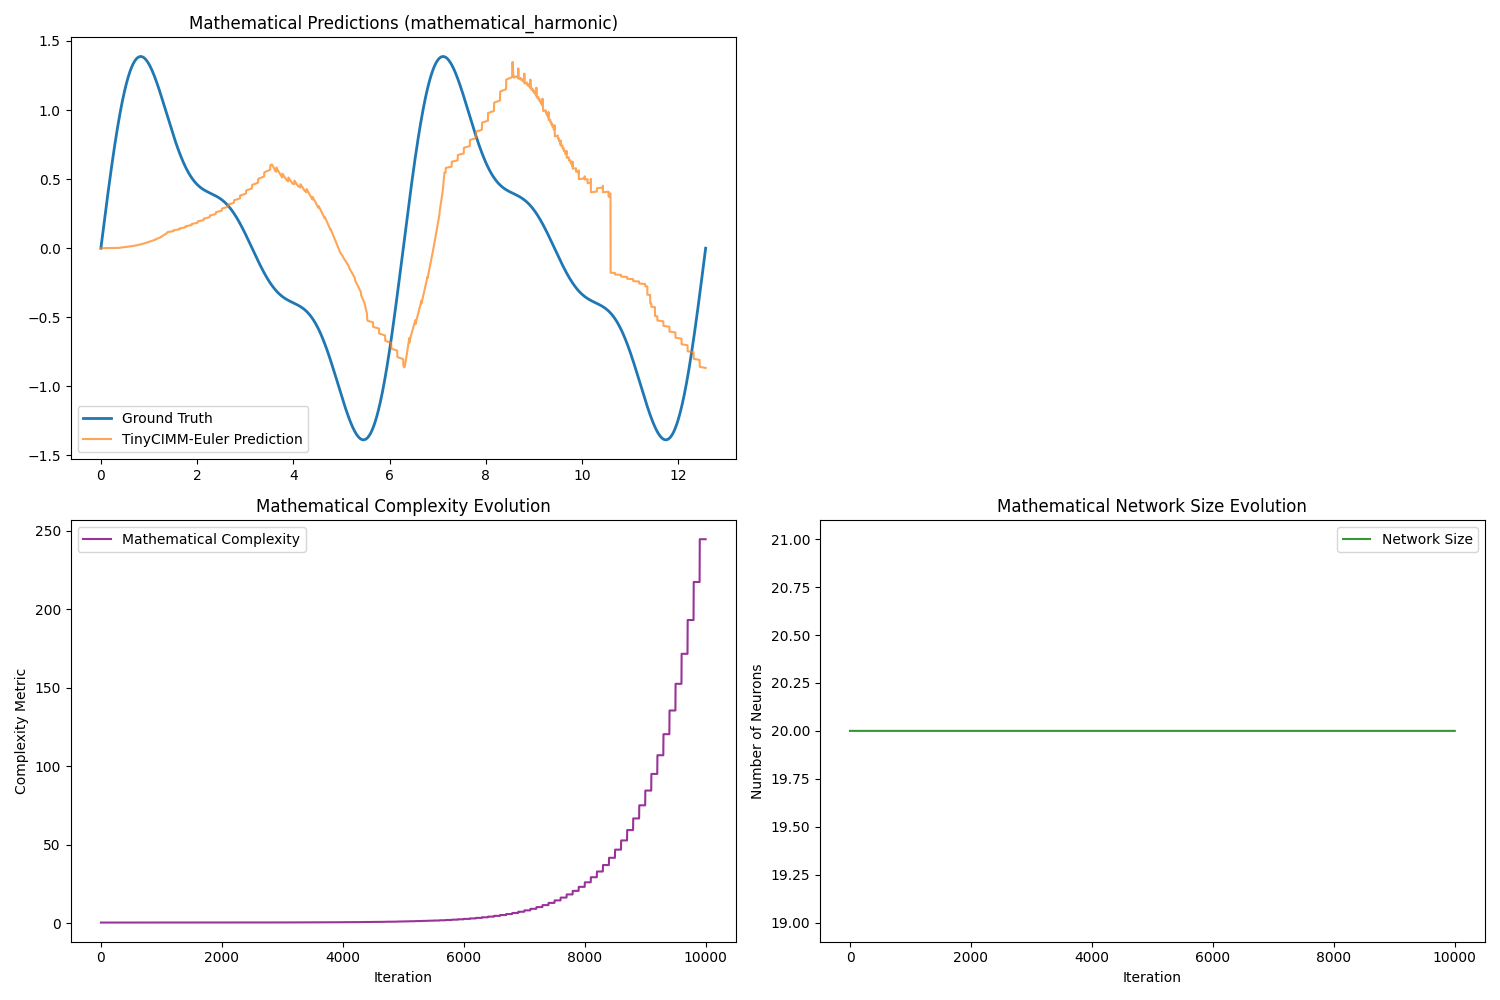 Mathematical Predictions (mathematical_harmonic)
1.5
1.0
0.5
0.0
−0.5
−1.0
−1.5
Ground Truth
TinyCIMM-Euler Prediction
0 2 4 6 8 10 12
Mathematical Complexity Evolution
Mathematical Complexity
Complexity Metric
250
200
150
100
50
0
0 2000 4000 6000 8000 10000
Iteration
Mathematical Network Size Evolution
Network Size
Number of Neurons
21.00
20.75
20.50
20.25
20.00
19.75
19.50
19.25
19.00
0 2000 4000 6000 8000 10000
Iteration